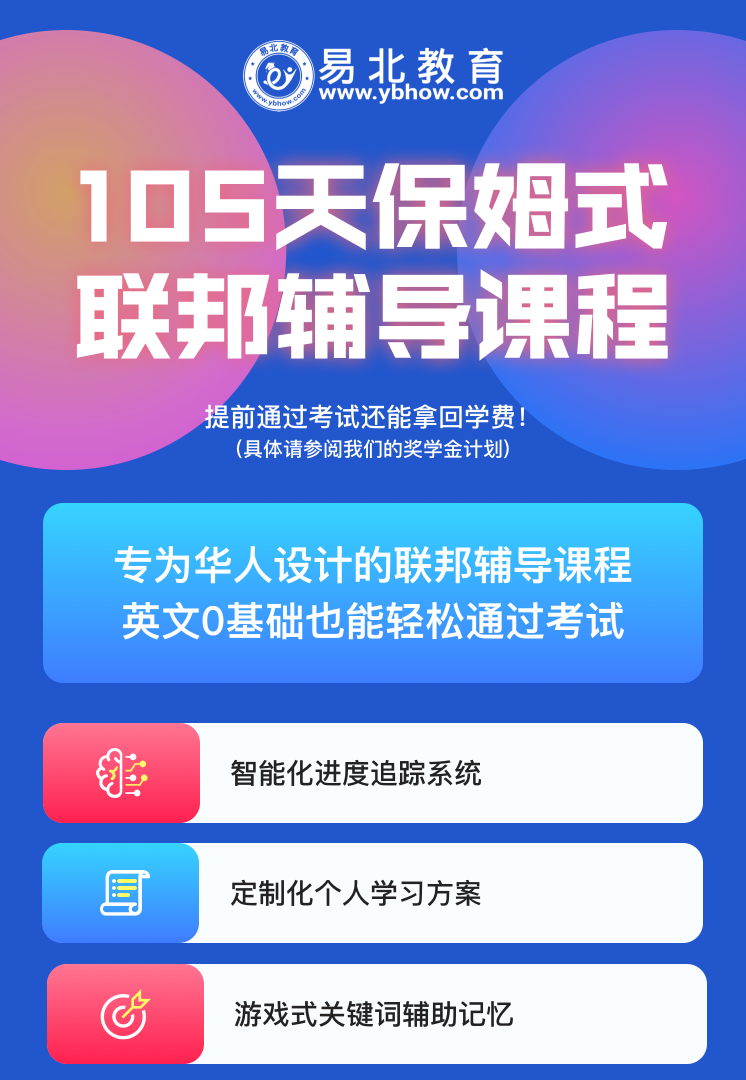 易北教育
www.ybhow.com
易北教育
www.ybhow.com
105天保姆式
联邦辅导课程
提前通过考试还能拿回学费！
(具体请参阅我们的奖学金计划)
专为华人设计的联邦辅导课程
英文0基础也能轻松通过考试
智能化进度追踪系统
定制化个人学习方案
游戏式关键词辅助记忆